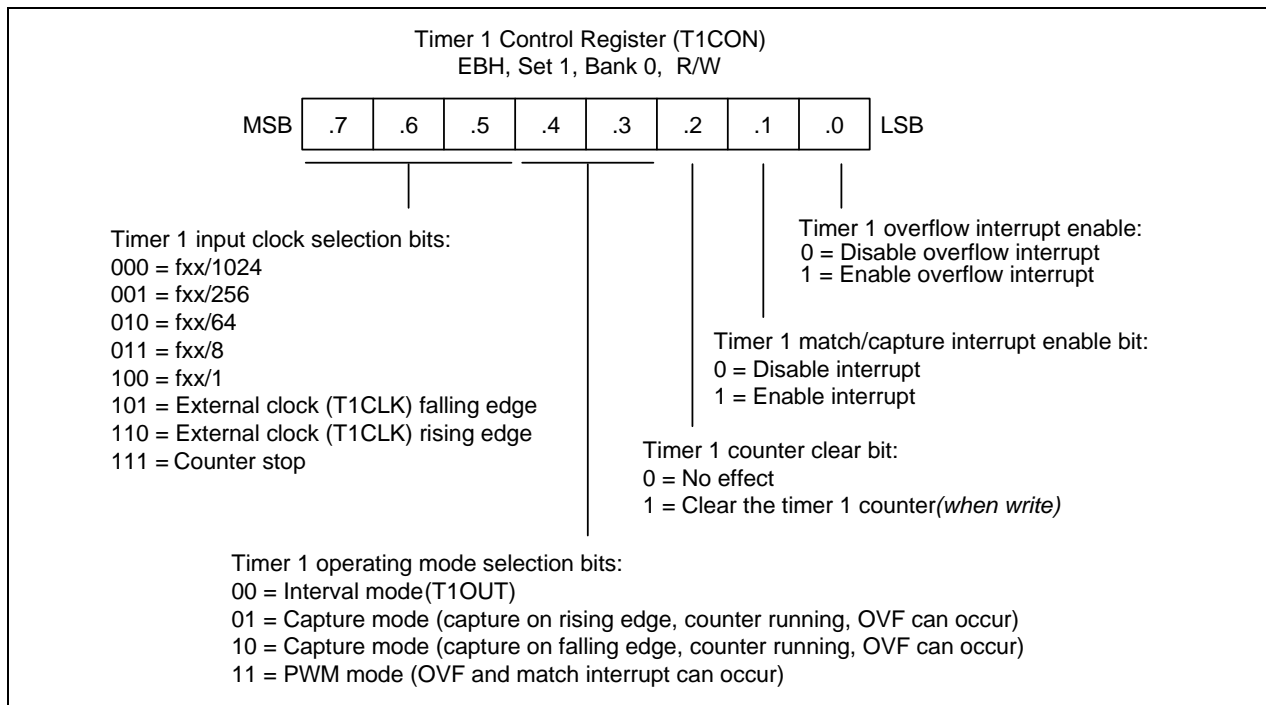 Timer 1 Control Register (T1CON)
EBH, Set 1, Bank 0, R/W
MSB .7 .6 .5 .4 .3 .2 .1 .0 LSB
Timer 1 overflow interrupt enable:
0 = Disable overflow interrupt
1 = Enable overflow interrupt
Timer 1 input clock selection bits:
000 = fxx/1024
001 = fxx/256
010 = fxx/64
011 = fxx/8
100 = fxx/1
101 = External clock (T1CLK) falling edge
110 = External clock (T1CLK) rising edge
111 = Counter stop
Timer 1 match/capture interrupt enable bit:
0 = Disable interrupt
1 = Enable interrupt
Timer 1 counter clear bit:
0 = No effect
1 = Clear the timer 1 counter(when write)
Timer 1 operating mode selection bits:
00 = Interval mode(T1OUT)
01 = Capture mode (capture on rising edge, counter running, OVF can occur)
10 = Capture mode (capture on falling edge, counter running, OVF can occur)
11 = PWM mode (OVF and match interrupt can occur)